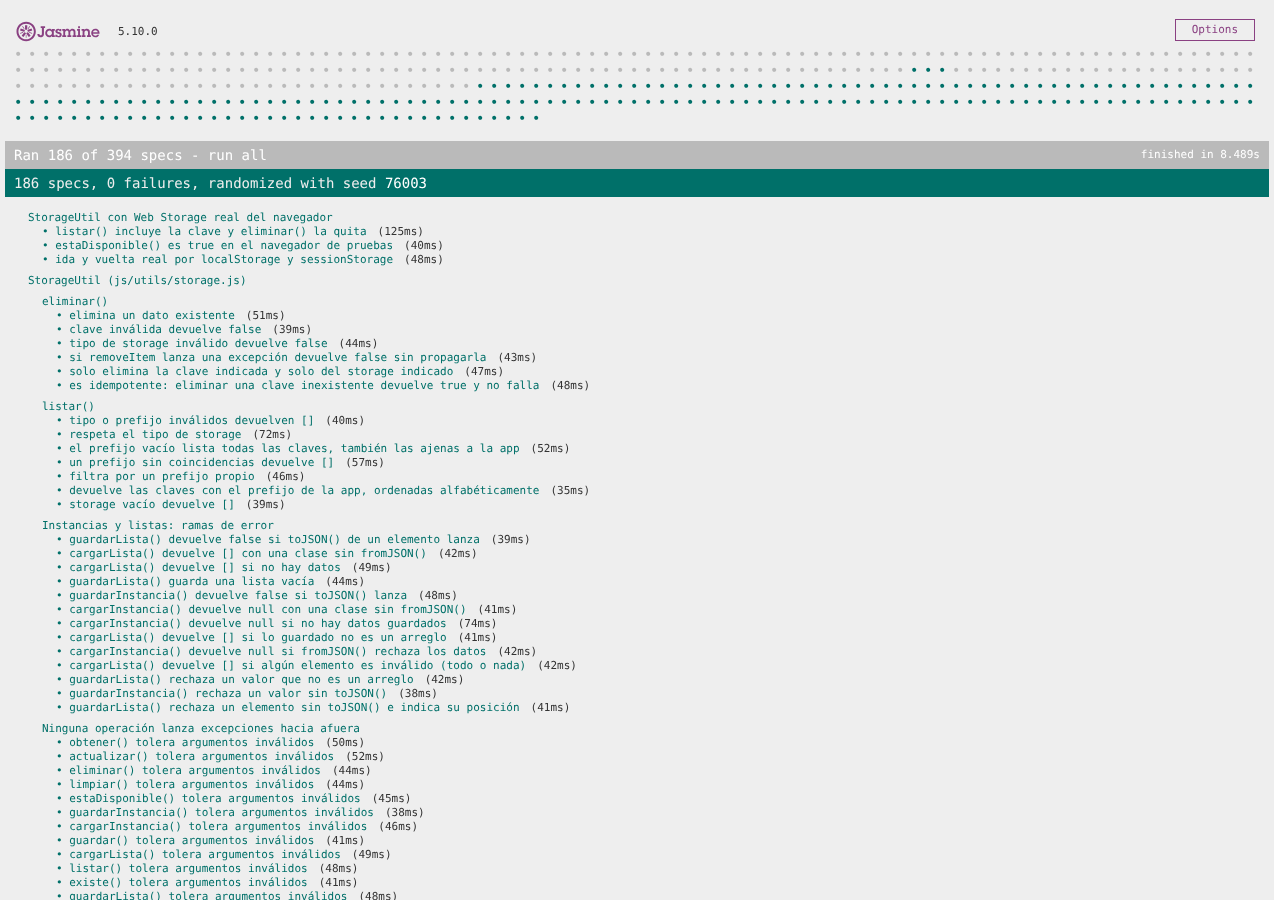 Jasmine 5.10.0 Options
Ran 186 of 394 specs - run all finished in 8.489s
186 specs, 0 failures, randomized with seed 76003
StorageUtil con Web Storage real del navegador
• listar() incluye la clave y eliminar() la quita (125ms)
• estaDisponible() es true en el navegador de pruebas (40ms)
• ida y vuelta real por localStorage y sessionStorage (48ms)
StorageUtil (js/utils/storage.js)
eliminar()
• elimina un dato existente (51ms)
• clave inválida devuelve false (39ms)
• tipo de storage inválido devuelve false (44ms)
• si removeItem lanza una excepción devuelve false sin propagarla (43ms)
• solo elimina la clave indicada y solo del storage indicado (47ms)
• es idempotente: eliminar una clave inexistente devuelve true y no falla (48ms)
listar()
• tipo o prefijo inválidos devuelven [] (40ms)
• respeta el tipo de storage (72ms)
• el prefijo vacío lista todas las claves, también las ajenas a la app (52ms)
• un prefijo sin coincidencias devuelve [] (57ms)
• filtra por un prefijo propio (46ms)
• devuelve las claves con el prefijo de la app, ordenadas alfabéticamente (35ms)
• storage vacío devuelve [] (39ms)
Instancias y listas: ramas de error
• guardarLista() devuelve false si toJSON() de un elemento lanza (39ms)
• cargarLista() devuelve [] con una clase sin fromJSON() (42ms)
• cargarLista() devuelve [] si no hay datos (49ms)
• guardarLista() guarda una lista vacía (44ms)
• guardarInstancia() devuelve false si toJSON() lanza (48ms)
• cargarInstancia() devuelve null con una clase sin fromJSON() (41ms)
• cargarInstancia() devuelve null si no hay datos guardados (74ms)
• cargarLista() devuelve [] si lo guardado no es un arreglo (41ms)
• cargarInstancia() devuelve null si fromJSON() rechaza los datos (42ms)
• cargarLista() devuelve [] si algún elemento es inválido (todo o nada) (42ms)
• guardarLista() rechaza un valor que no es un arreglo (42ms)
• guardarInstancia() rechaza un valor sin toJSON() (38ms)
• guardarLista() rechaza un elemento sin toJSON() e indica su posición (41ms)
Ninguna operación lanza excepciones hacia afuera
• obtener() tolera argumentos inválidos (50ms)
• actualizar() tolera argumentos inválidos (52ms)
• eliminar() tolera argumentos inválidos (44ms)
• limpiar() tolera argumentos inválidos (44ms)
• estaDisponible() tolera argumentos inválidos (45ms)
• guardarInstancia() tolera argumentos inválidos (38ms)
• cargarInstancia() tolera argumentos inválidos (46ms)
• guardar() tolera argumentos inválidos (41ms)
• cargarLista() tolera argumentos inválidos (49ms)
• listar() tolera argumentos inválidos (48ms)
• existe() tolera argumentos inválidos (41ms)
• guardarLista() tolera argumentos inválidos (48ms)